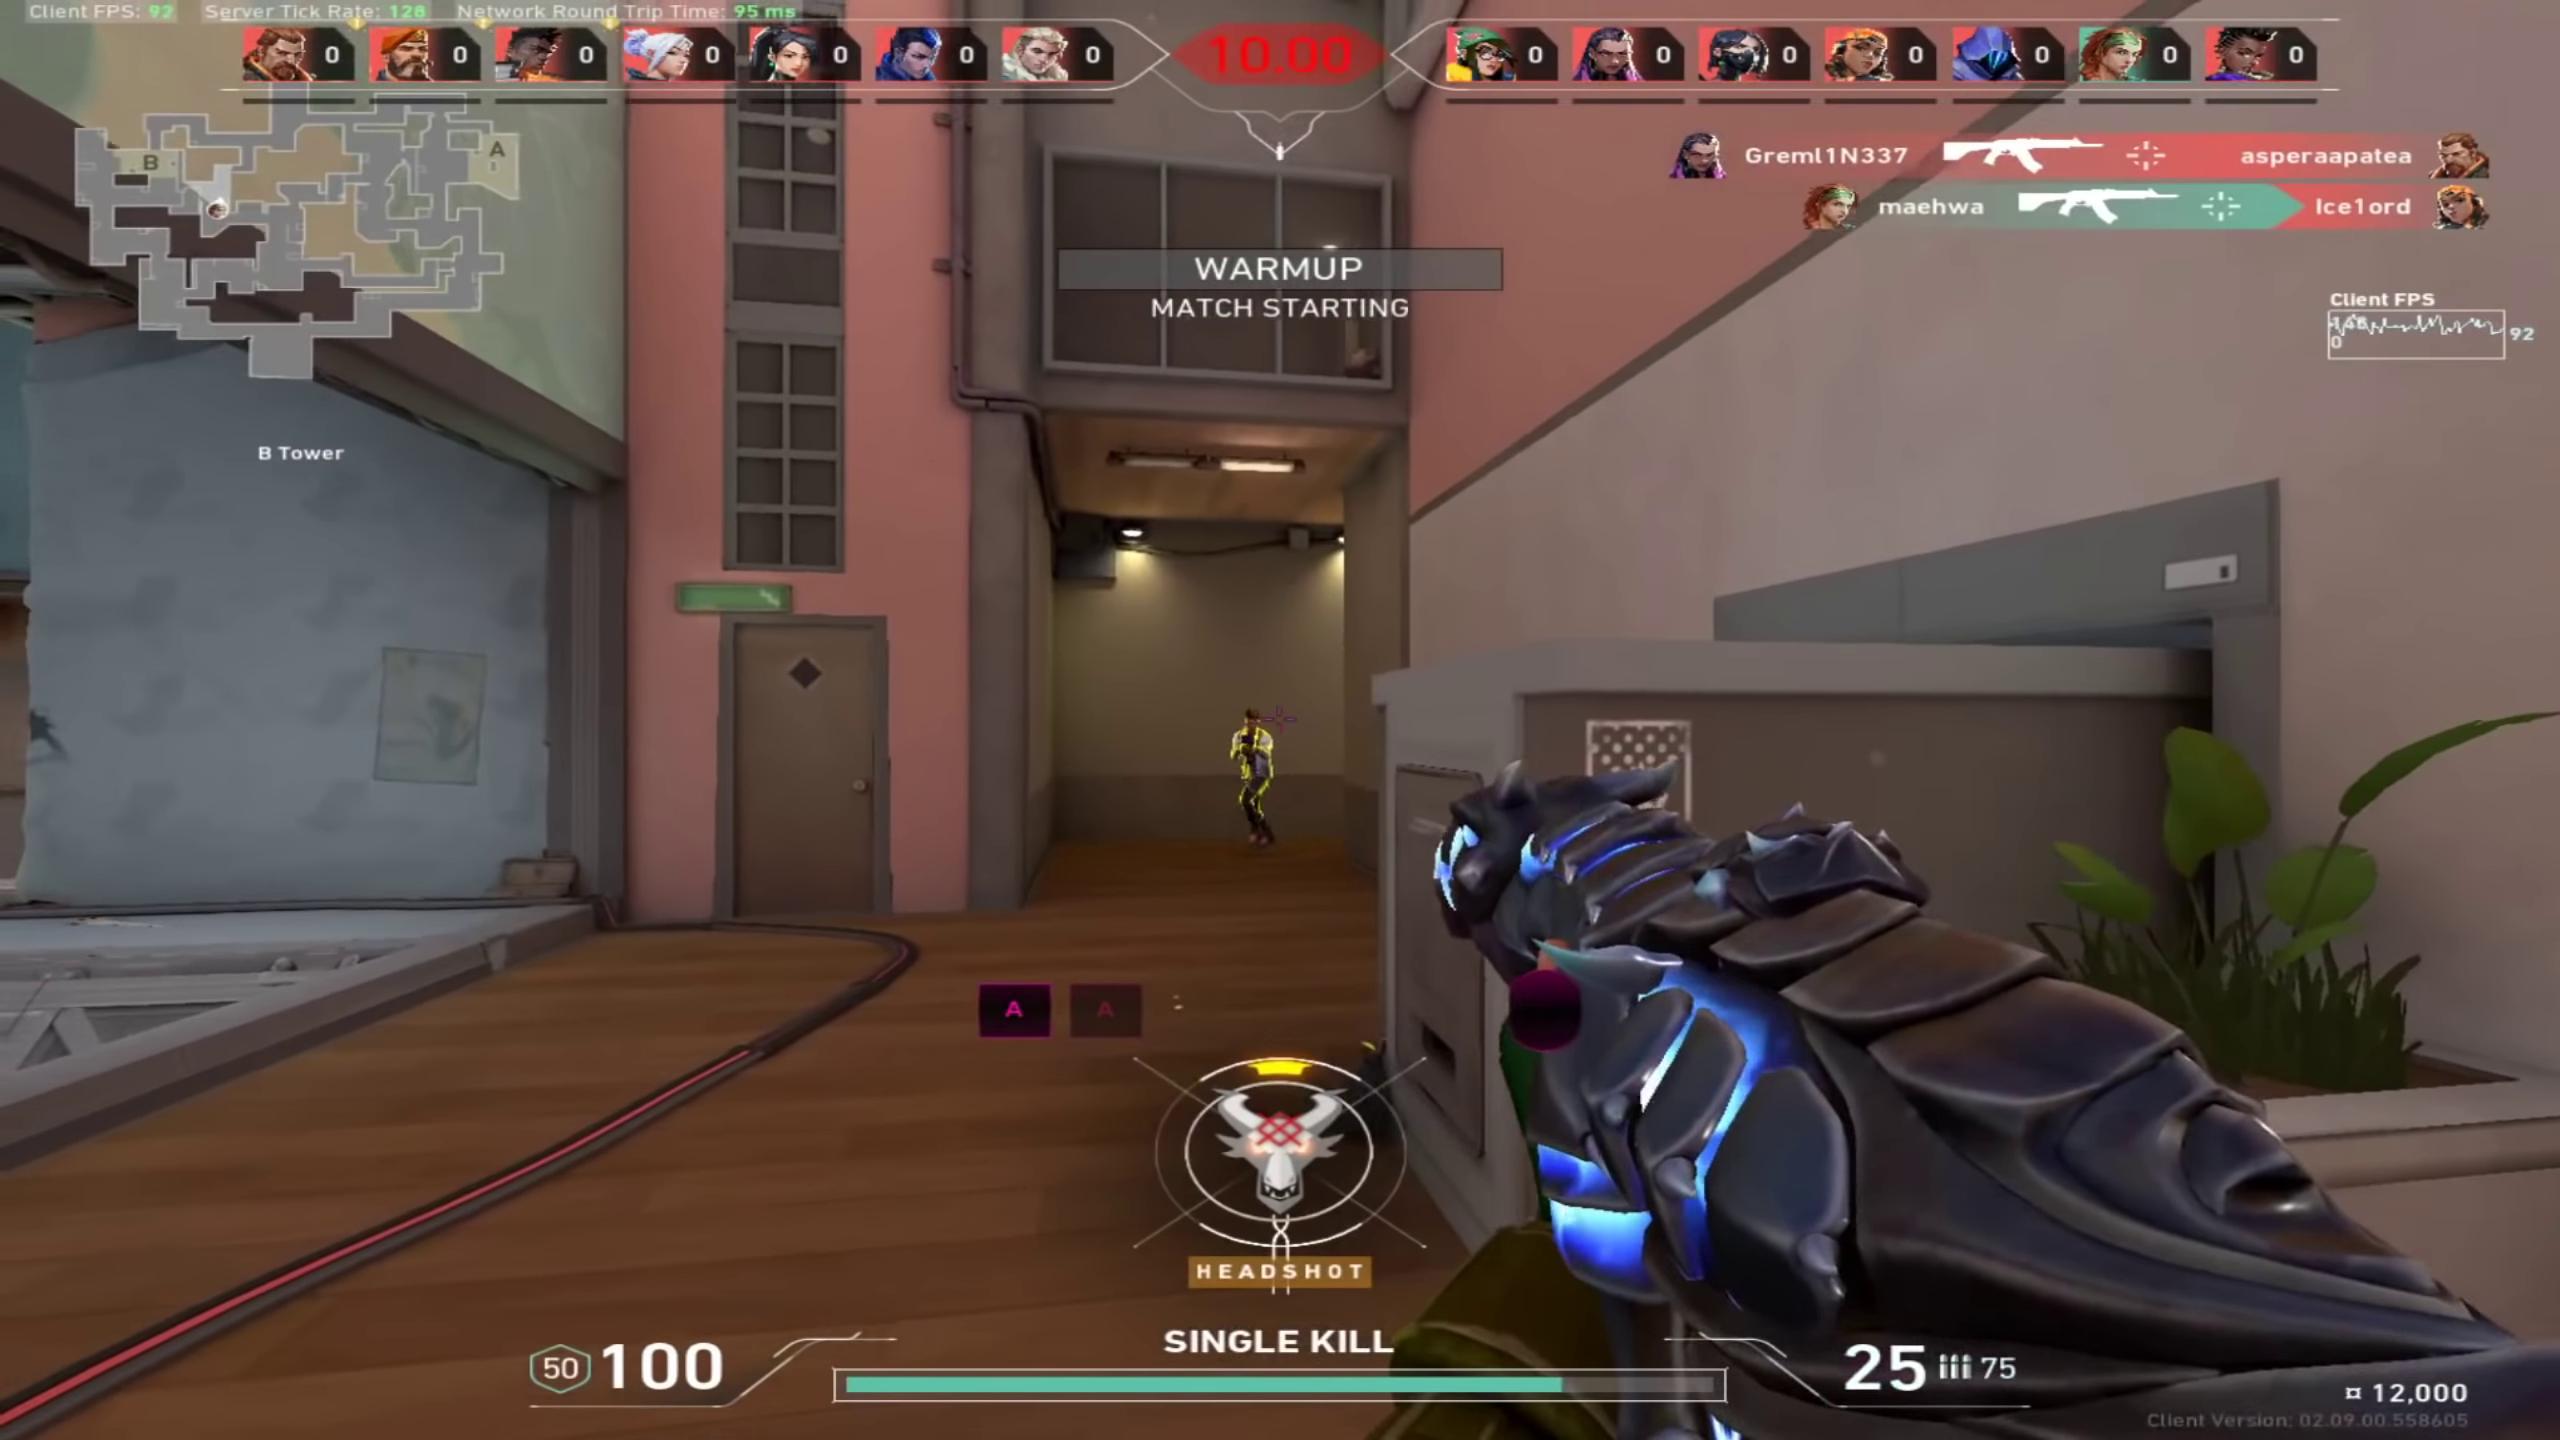 Client FPS: 92 Server Tick Rate: 128 Network Round Trip Time: 95 ms
0 0 0 0 0 0 0 10.00 0 0 0 0 0 0 0
B A
Greml1N337 asperaapatea
maehwa Ice1ord
WARMUP
MATCH STARTING
Client FPS
0
92
B Tower
A A
HEADSHOT
SINGLE KILL
50 100
25 75
¤ 12,000
Client Version: 02.09.00.558605